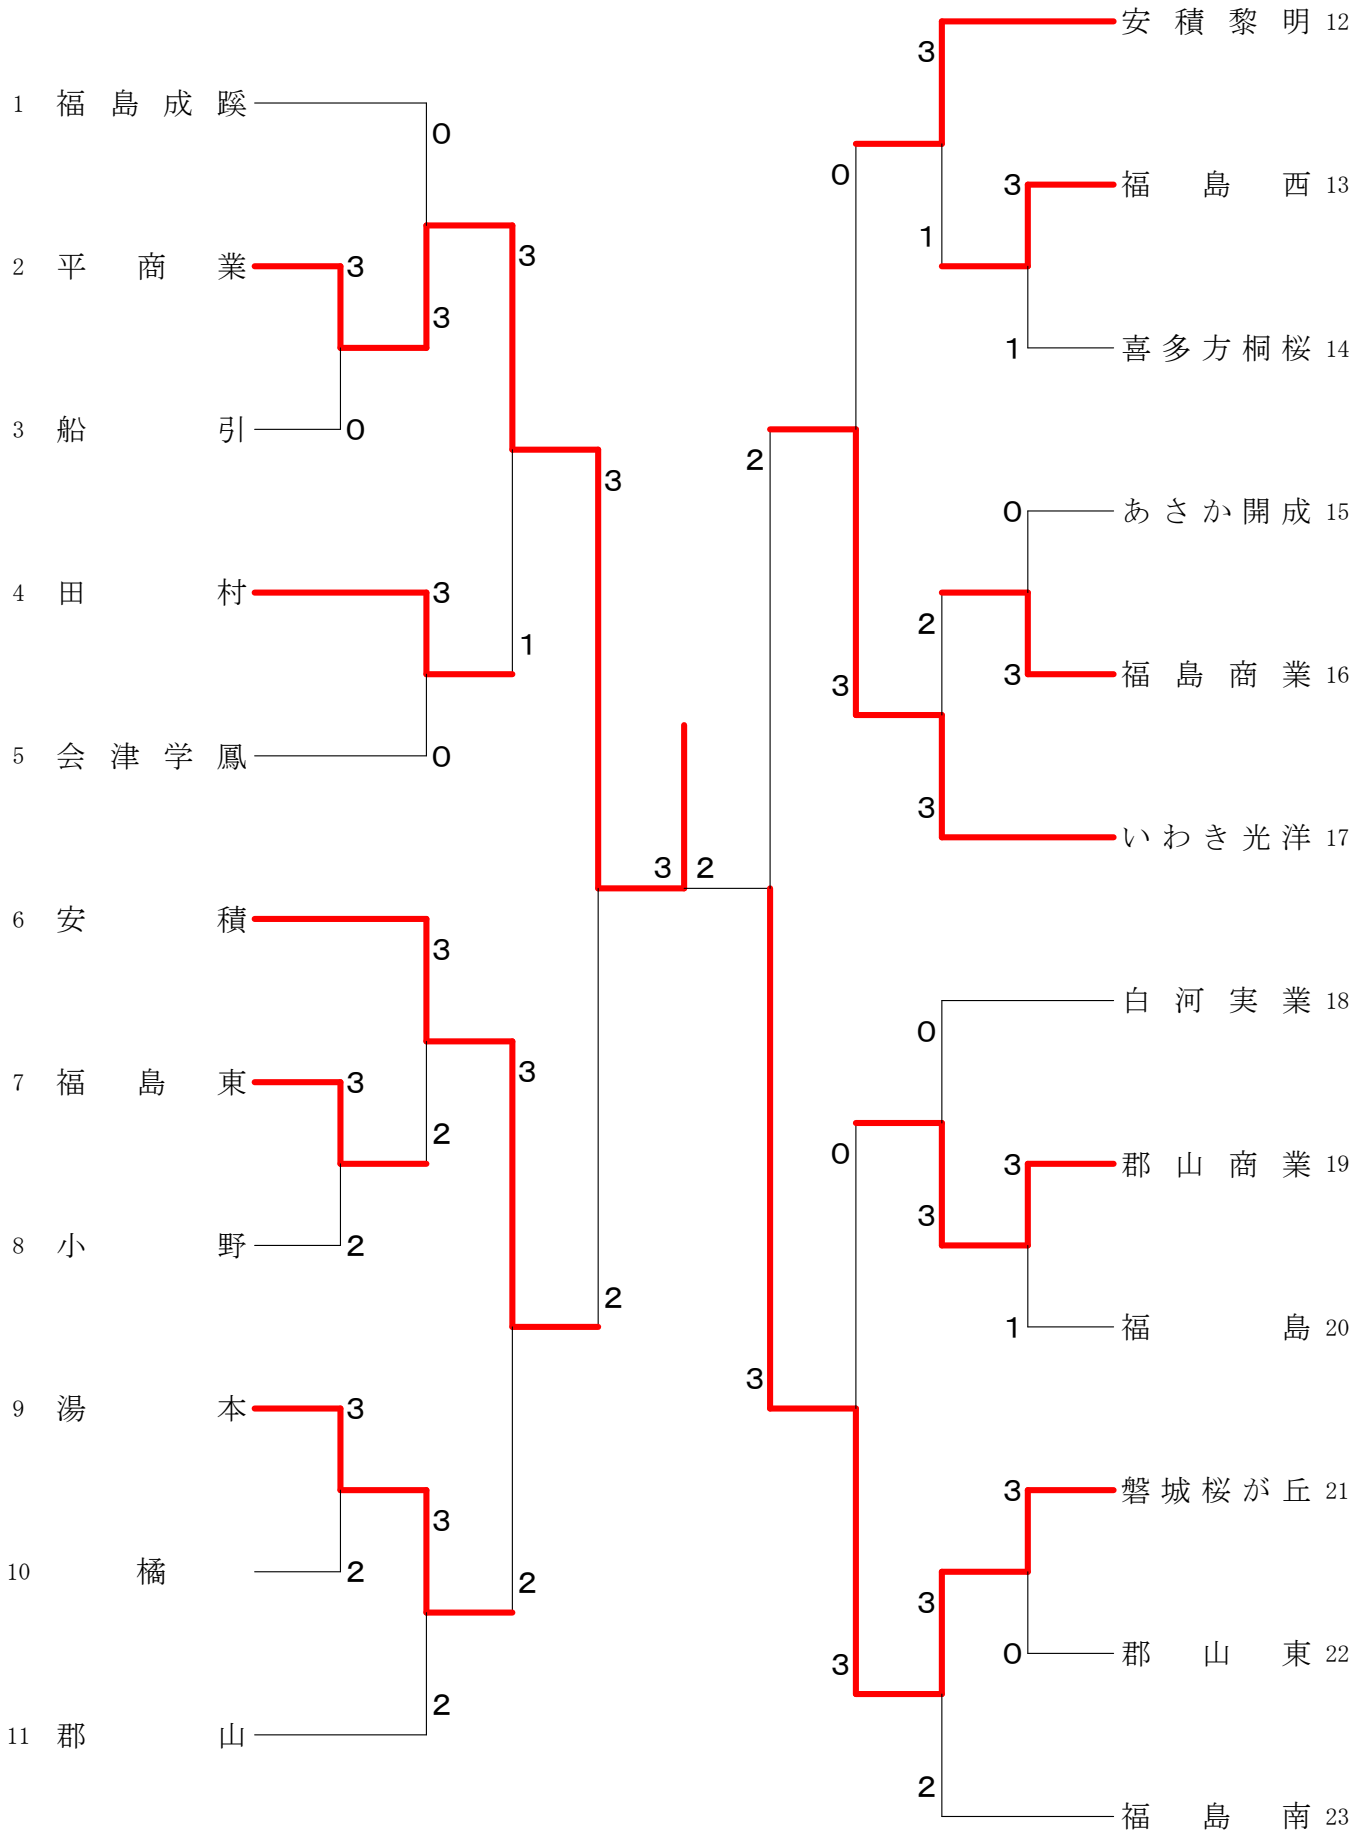 1 福島成蹊
0
2 平商業 3
3
3
3 船引 0
3
4 田村 3
1
5 会津学鳳 0
6 安積
3
7 福島東 3
3
2
8 小野 2
2
9 湯本 3
3
10 橘 2
2
11 郡山
2
3 2
安積黎明 12
3
0
3 福島西 13
1
1 喜多方桐桜 14
2
0 あさか開成 15
2
3 福島商業 16
3
3
いわき光洋 17
白河実業 18
0
0
3 郡山商業 19
3
1 福島 20
3
3 磐城桜が丘 21
3
0 郡山東 22
3
2
福島南 23